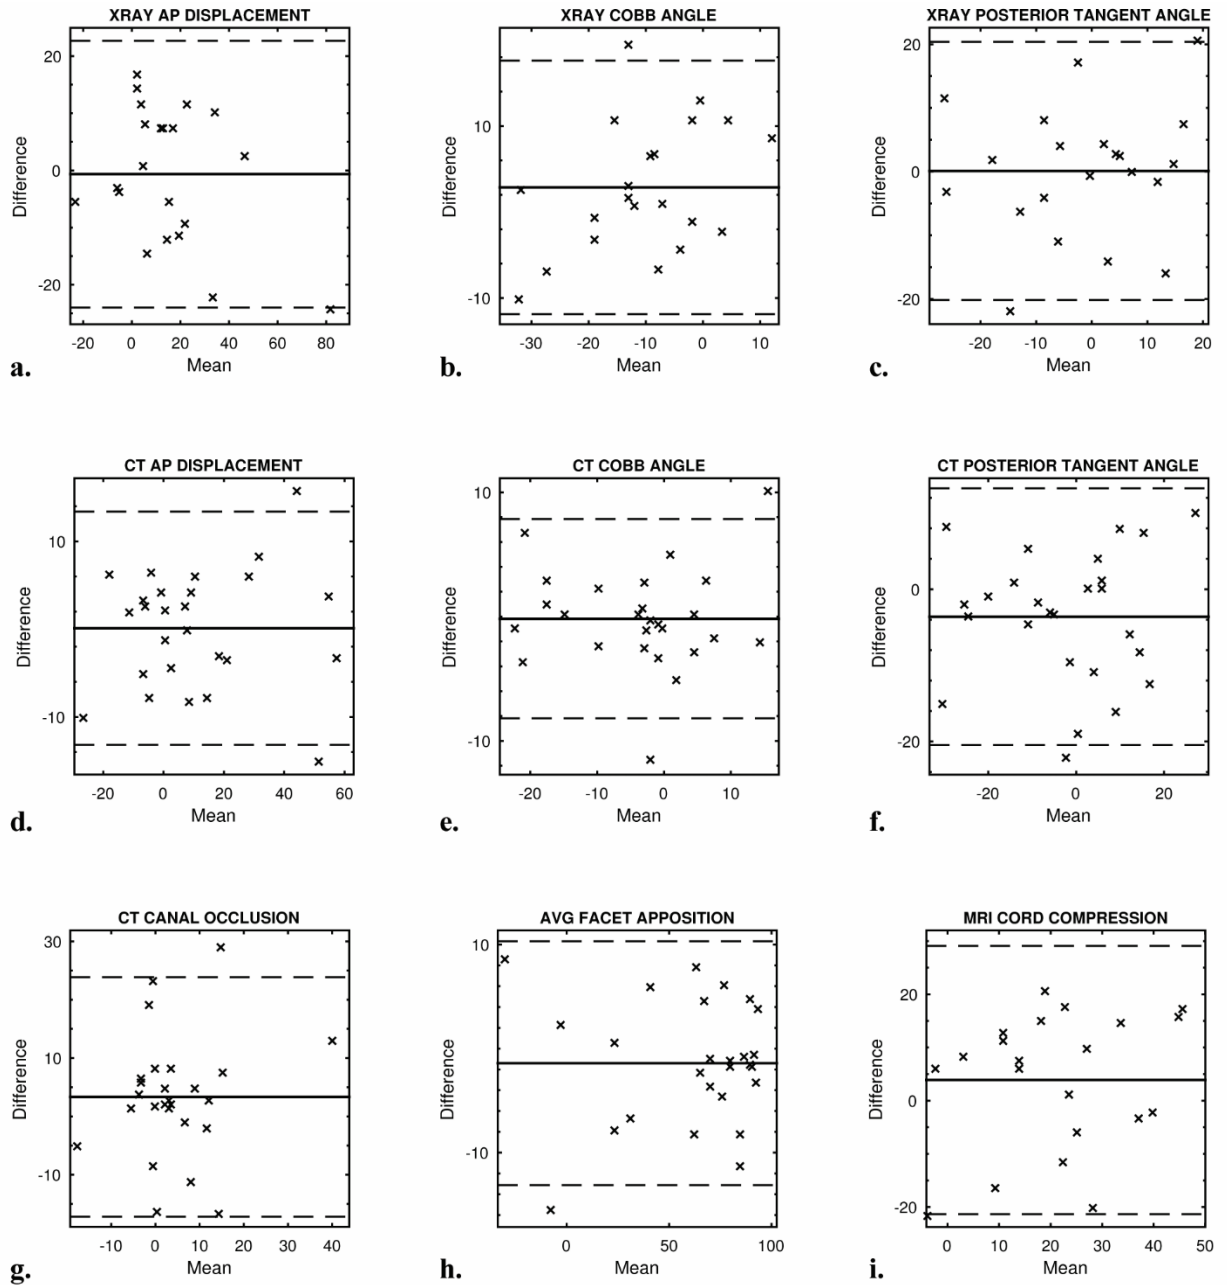 XRAY AP DISPLACEMENT
20
0
-20
Difference
-20 0 20 40 60 80
Mean
a.
XRAY COBB ANGLE
10
-10
Difference
-30 -20 -10 0 10
Mean
b.
XRAY POSTERIOR TANGENT ANGLE
20
0
-20
Difference
-20 -10 0 10 20
Mean
c.
CT AP DISPLACEMENT
10
-10
Difference
-20 0 20 40 60
Mean
d.
CT COBB ANGLE
10
-10
Difference
-20 -10 0 10
Mean
e.
CT POSTERIOR TANGENT ANGLE
0
-20
Difference
-20 0 20
Mean
f.
CT CANAL OCCLUSION
30
10
-10
Difference
-10 0 10 20 30 40
Mean
g.
AVG FACET APPOSITION
10
-10
Difference
0 50 100
Mean
h.
MRI CORD COMPRESSION
20
0
-20
Difference
0 10 20 30 40 50
Mean
i.